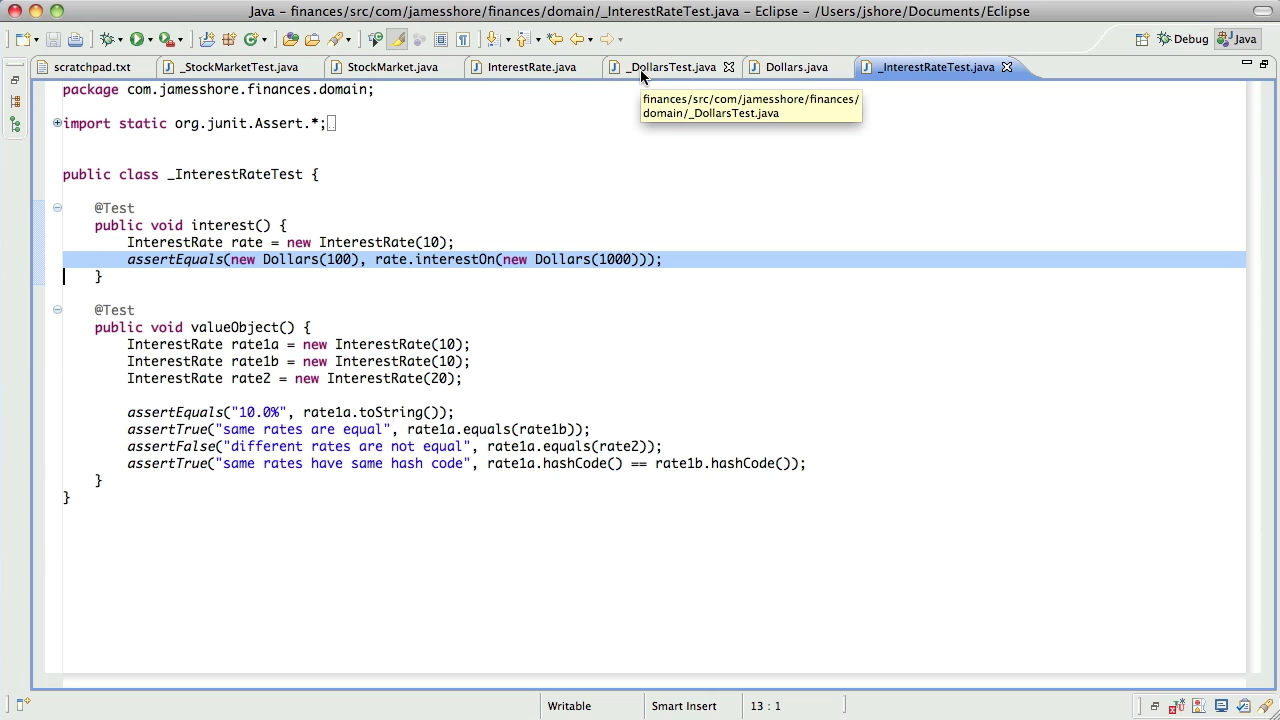 Java – finances/src/com/jamesshore/finances/domain/_InterestRateTest.java – Eclipse – /Users/jshore/Documents/Eclipse
Debug
Java
scratchpad.txt
_StockMarketTest.java
StockMarket.java
InterestRate.java
_DollarsTest.java
Dollars.java
_InterestRateTest.java
finances/src/com/jamesshore/finances/
domain/_DollarsTest.java
package com.jamesshore.finances.domain;
import static org.junit.Assert.*;
public class _InterestRateTest {
@Test
public void interest() {
InterestRate rate = new InterestRate(10);
assertEquals(new Dollars(100), rate.interestOn(new Dollars(1000)));
}
@Test
public void valueObject() {
InterestRate rate1a = new InterestRate(10);
InterestRate rate1b = new InterestRate(10);
InterestRate rate2 = new InterestRate(20);
assertEquals("10.0%", rate1a.toString());
assertTrue("same rates are equal", rate1a.equals(rate1b));
assertFalse("different rates are not equal", rate1a.equals(rate2));
assertTrue("same rates have same hash code", rate1a.hashCode() == rate1b.hashCode());
}
}
Writable
Smart Insert
13 : 1